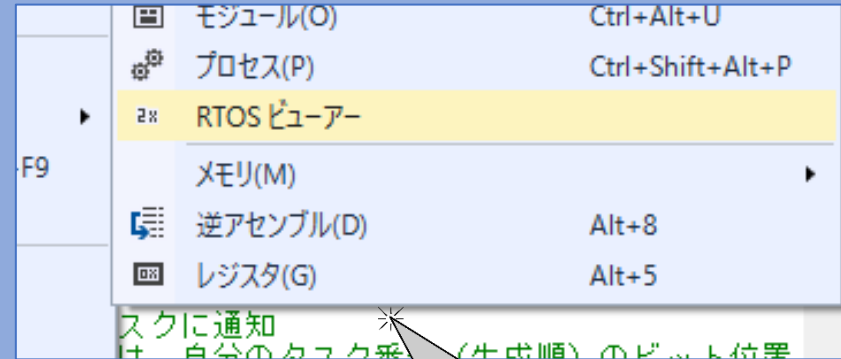 モジュール(O) Ctrl+Alt+U
プロセス(P) Ctrl+Shift+Alt+P
RTOS ビューアー
F9
メモリ(M)
逆アセンブル(D) Alt+8
レジスタ(G) Alt+5
スクに通知
は、自分のタスク番 (生成順) のビット位置